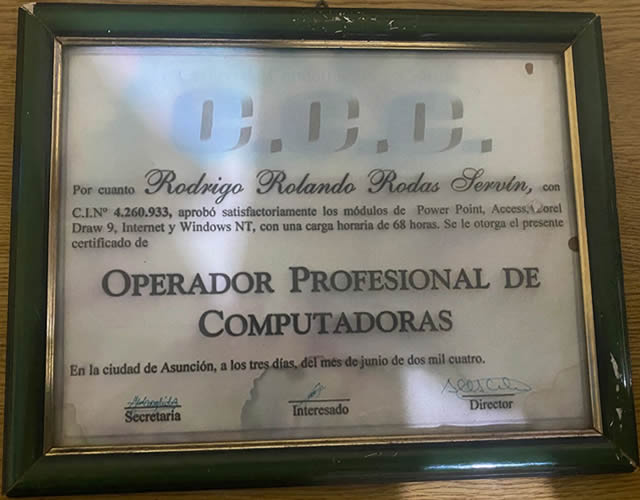 C.C.C.
Por cuanto Rodrigo Rolando Rodas Servín, con
C.I.Nº 4.260.933, aprobó satisfactoriamente los módulos de Power Point, Access, Corel
Draw 9, Internet y Windows NT, con una carga horaria de 68 horas. Se le otorga el presente
certificado de
OPERADOR PROFESIONAL DE
COMPUTADORAS
En la ciudad de Asunción, a los tres días, del mes de junio de dos mil cuatro.
Secretaría Interesado Director